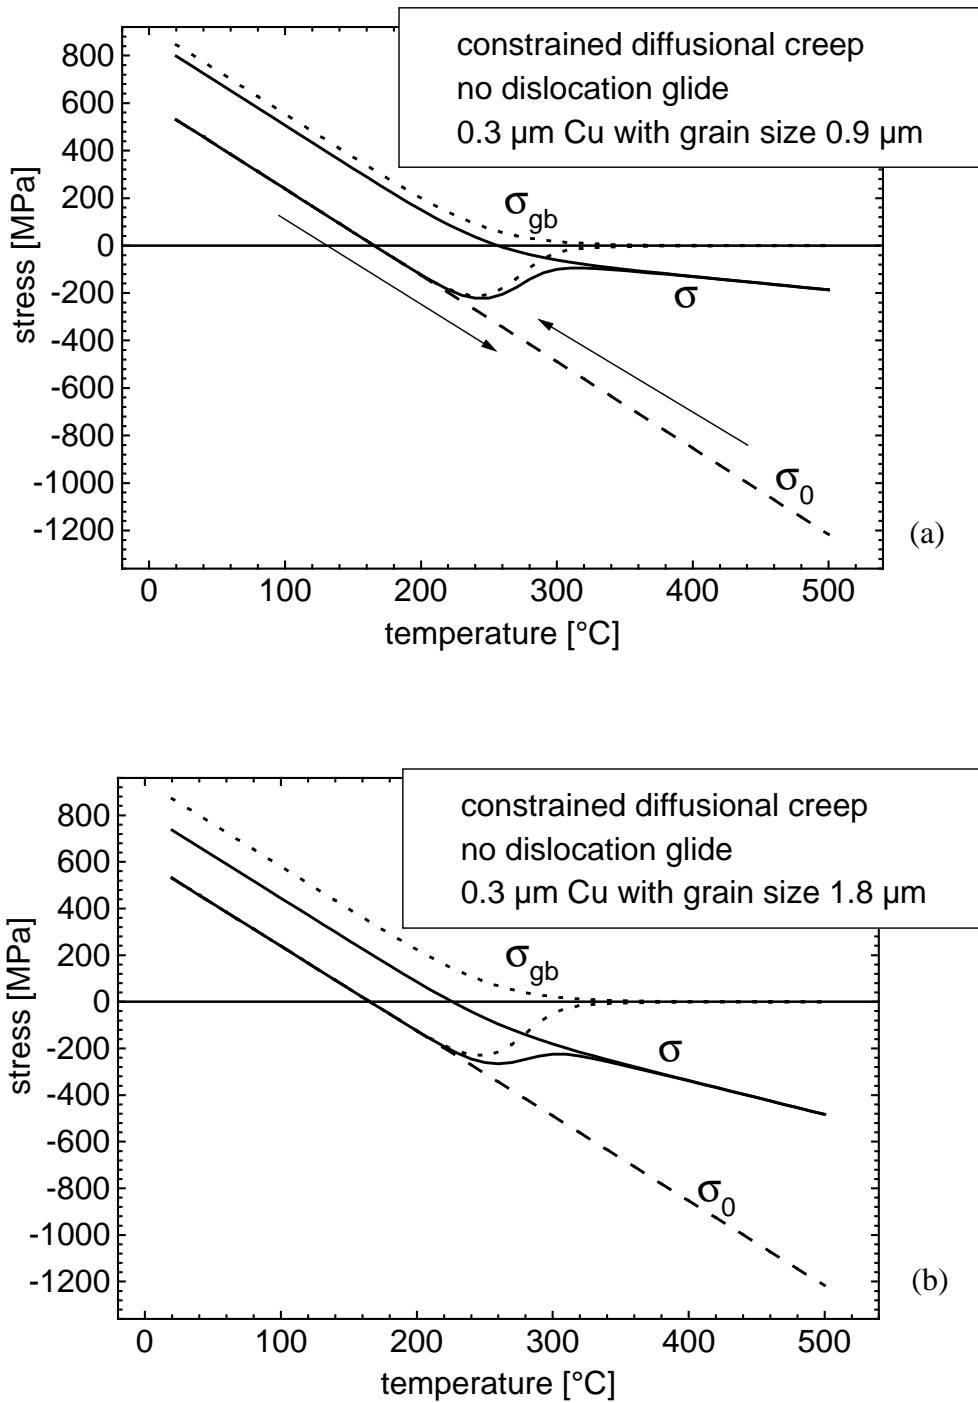 constrained diffusional creep
no dislocation glide
0.3 µm Cu with grain size 0.9 µm
800
600
400
200
0
-200
-400
-600
-800
-1000
-1200
stress [MPa]
σgb
σ
σ0
(a)
0 100 200 300 400 500
temperature [°C]
constrained diffusional creep
no dislocation glide
0.3 µm Cu with grain size 1.8 µm
800
600
400
200
0
-200
-400
-600
-800
-1000
-1200
stress [MPa]
σgb
σ
σ0
(b)
0 100 200 300 400 500
temperature [°C]